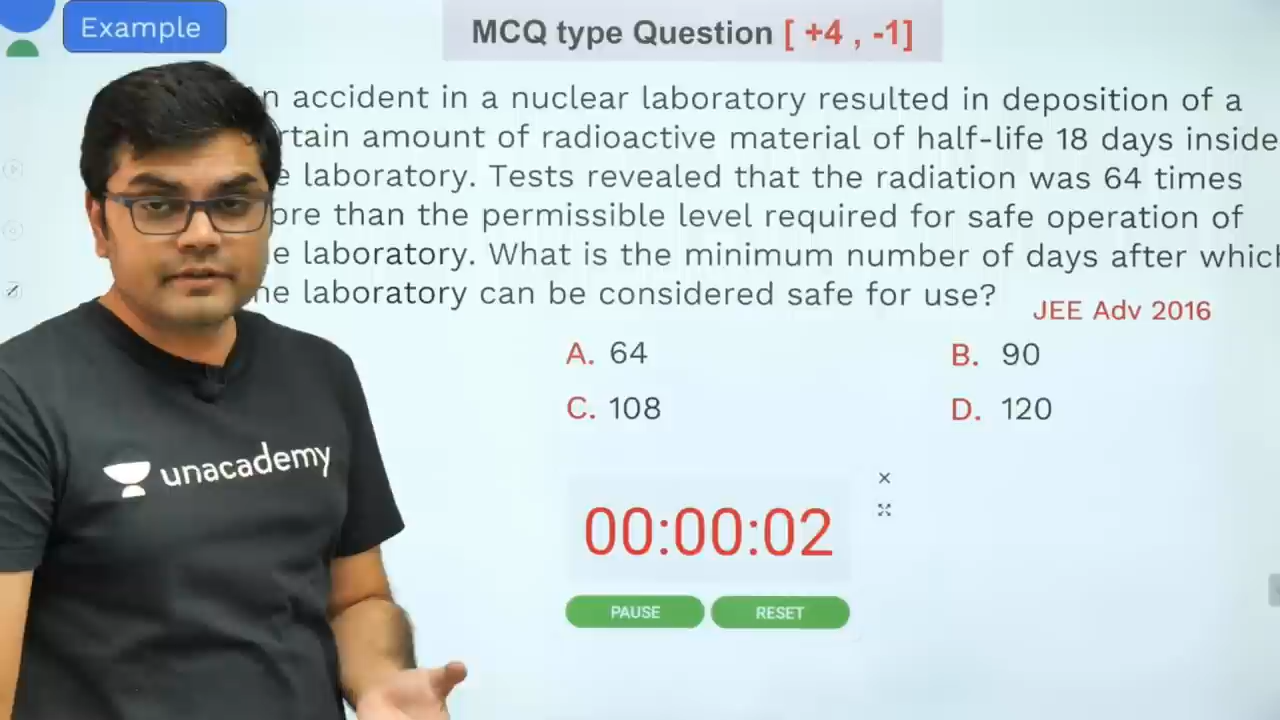 Example
MCQ type Question [ +4 , -1]
accident in a nuclear laboratory resulted in deposition of a
amount of radioactive material of half-life 18 days inside
laboratory. Tests revealed that the radiation was 64 times
than the permissible level required for safe operation of
laboratory. What is the minimum number of days after which
laboratory can be considered safe for use?
JEE Adv 2016
A. 64
B. 90
C. 108
D. 120
unacademy
00:00:02
PAUSE
RESET